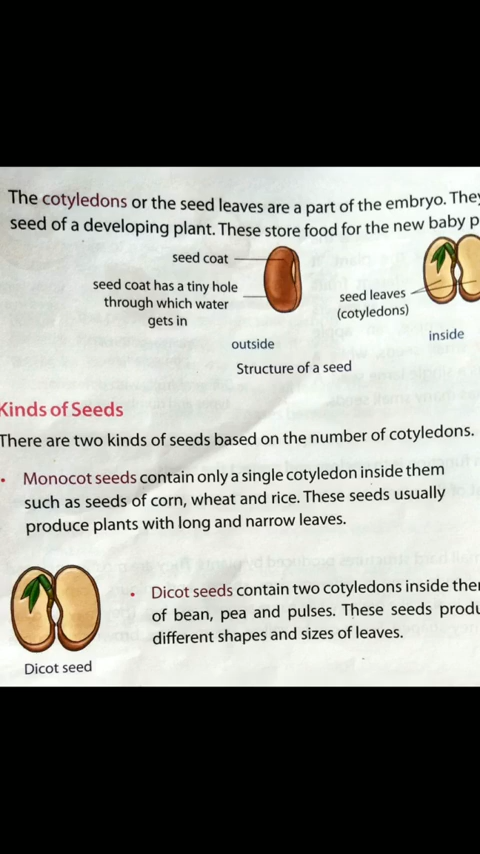 The cotyledons or the seed leaves are a part of the embryo.
seed of a developing plant. These store food for the new baby
seed coat
seed coat has a tiny hole
through which water
gets in
outside
seed leaves
(cotyledons)
inside
Structure of a seed
Kinds of Seeds
There are two kinds of seeds based on the number of cotyledons.
• Monocot seeds contain only a single cotyledon inside them
such as seeds of corn, wheat and rice. These seeds usually
produce plants with long and narrow leaves.
• Dicot seeds contain two cotyledons inside
of bean, pea and pulses. These seeds
different shapes and sizes of leaves.
Dicot seed